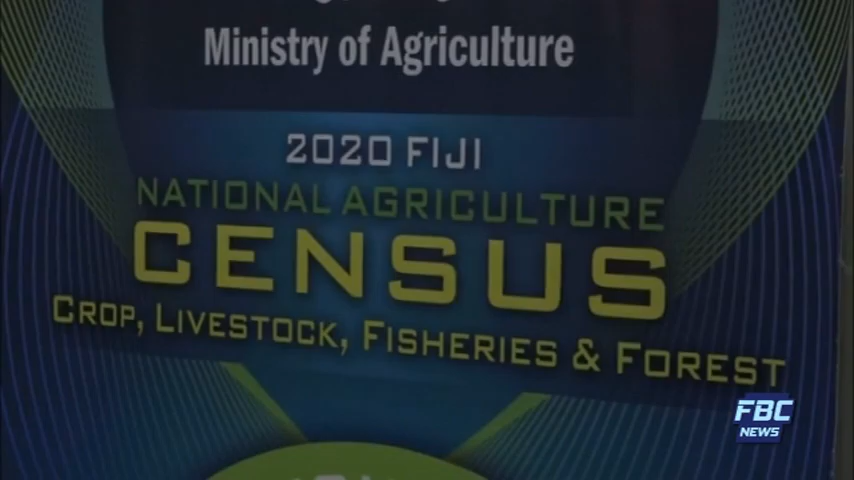 Ministry of Agriculture
2020 FIJI
NATIONAL AGRICULTURE
CENSUS
CROP, LIVESTOCK, FISHERIES & FOREST
FBC
NEWS